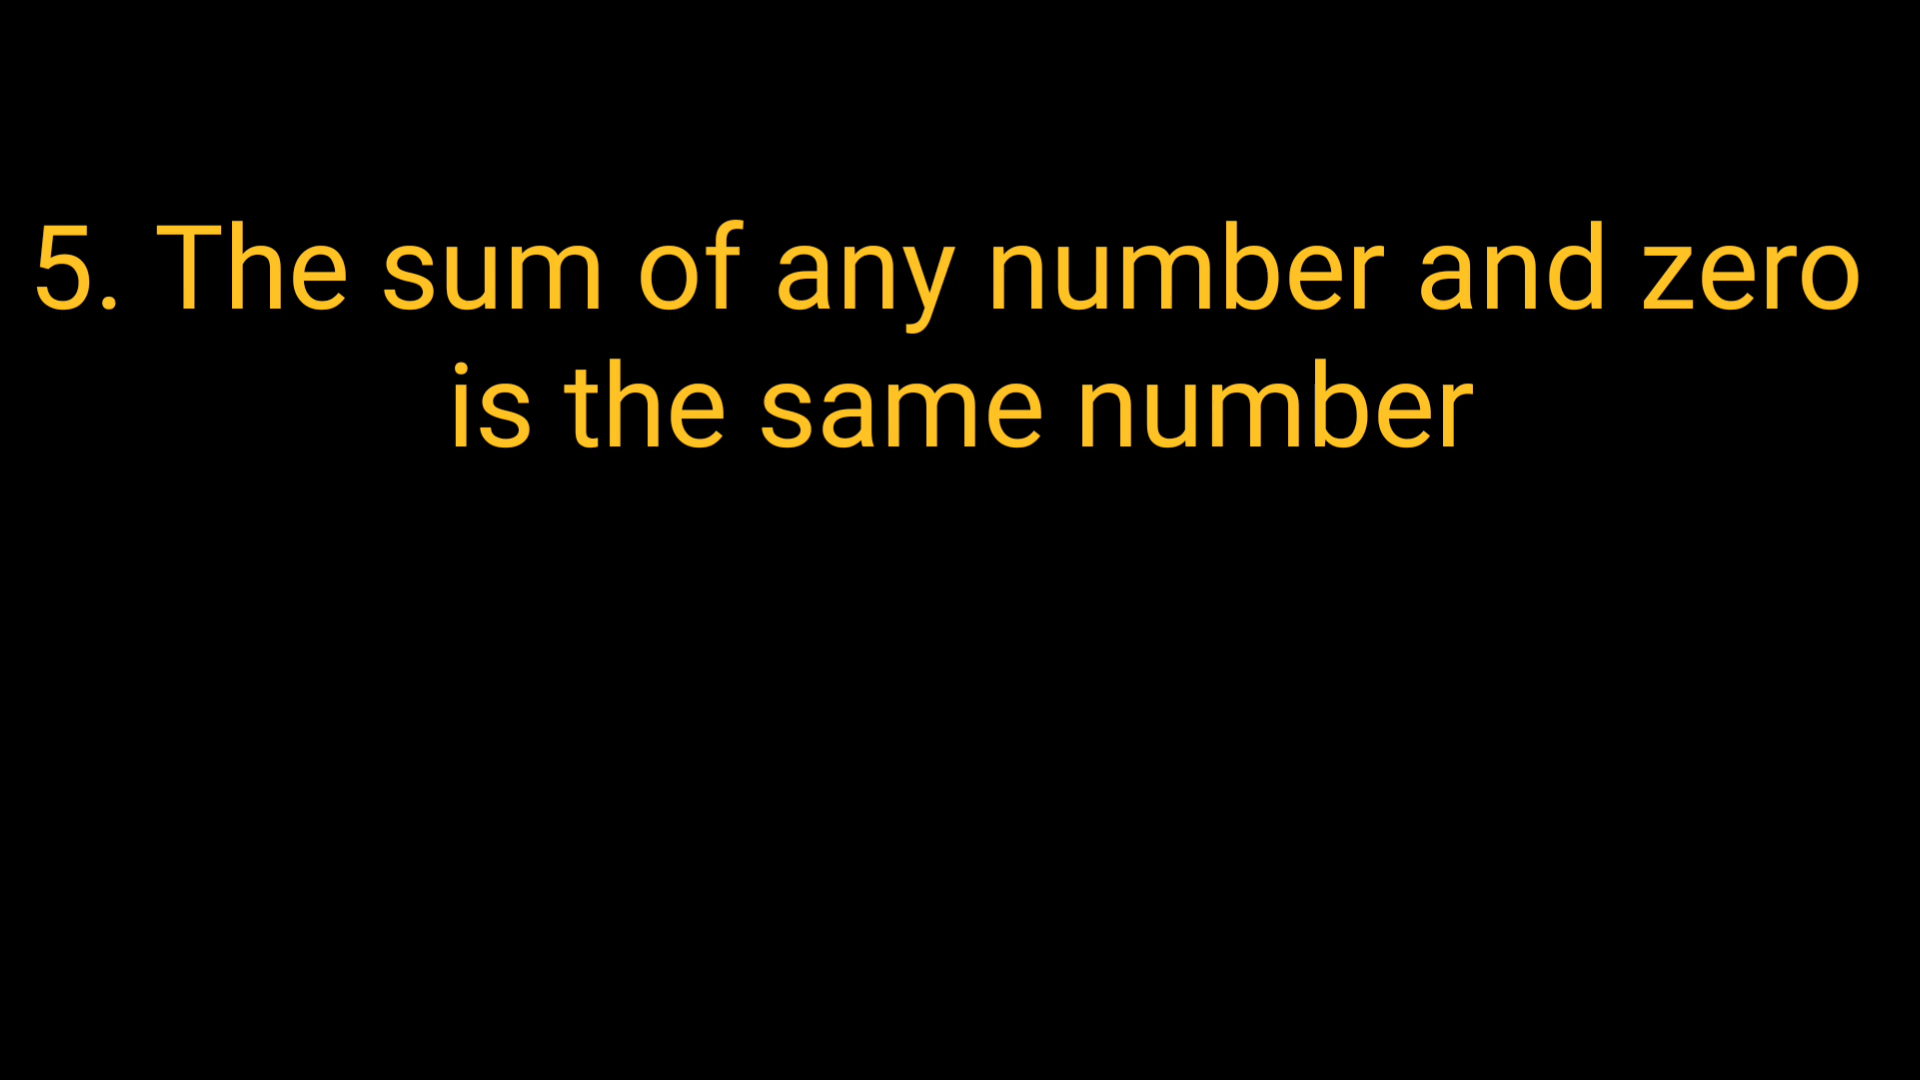 5. The sum of any number and zero
is the same number